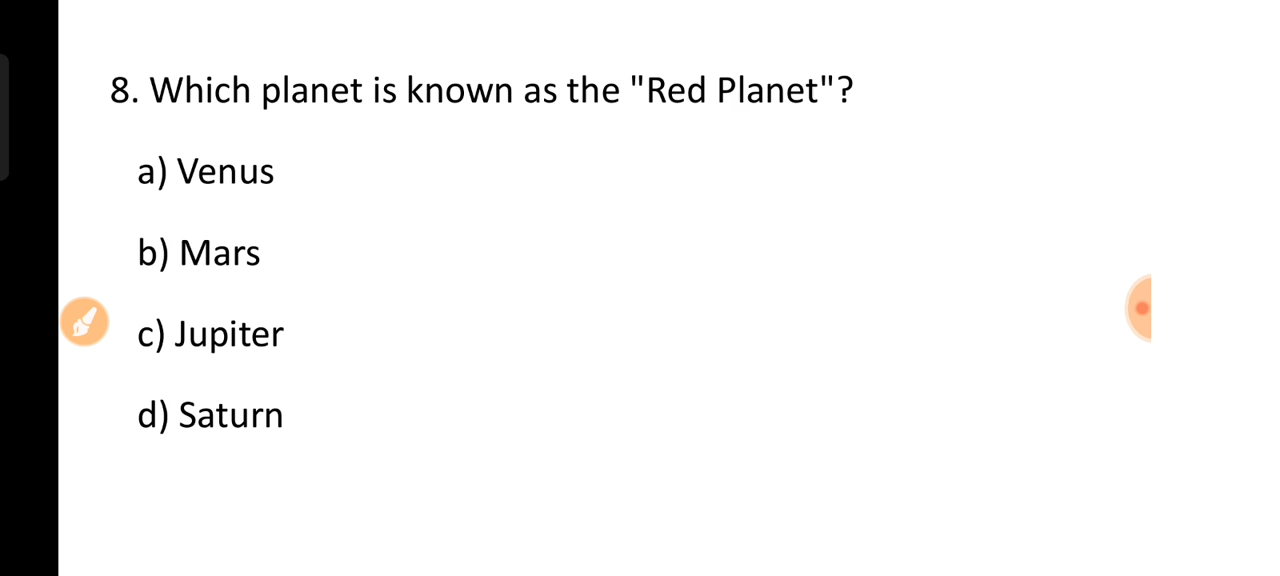 8. Which planet is known as the "Red Planet"?
a) Venus
b) Mars
c) Jupiter
d) Saturn